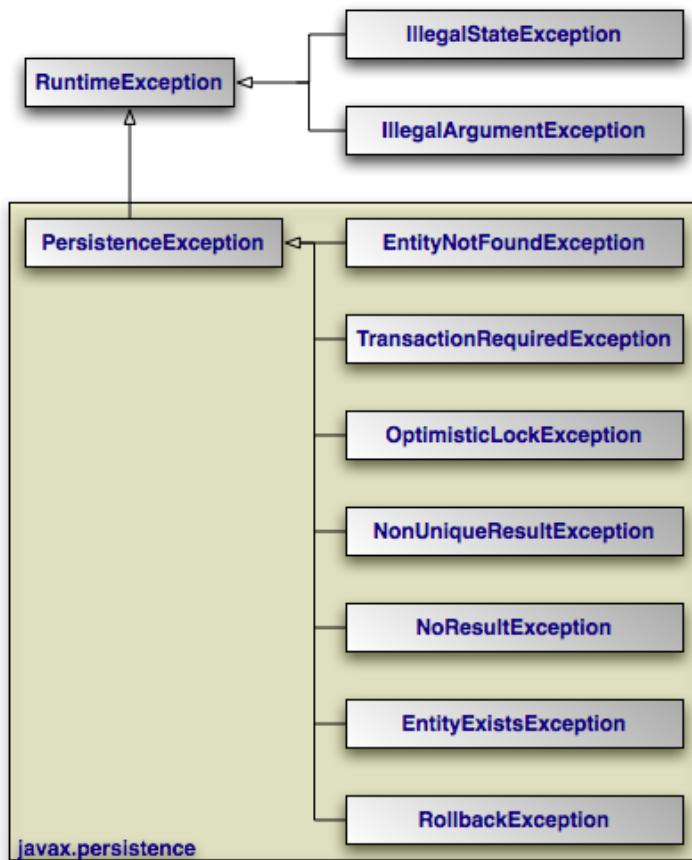 IllegalStateException
RuntimeException
IllegalArgumentException
PersistenceException
EntityNotFoundException
TransactionRequiredException
OptimisticLockException
NonUniqueResultException
NoResultException
EntityExistsException
RollbackException
javax.persistence